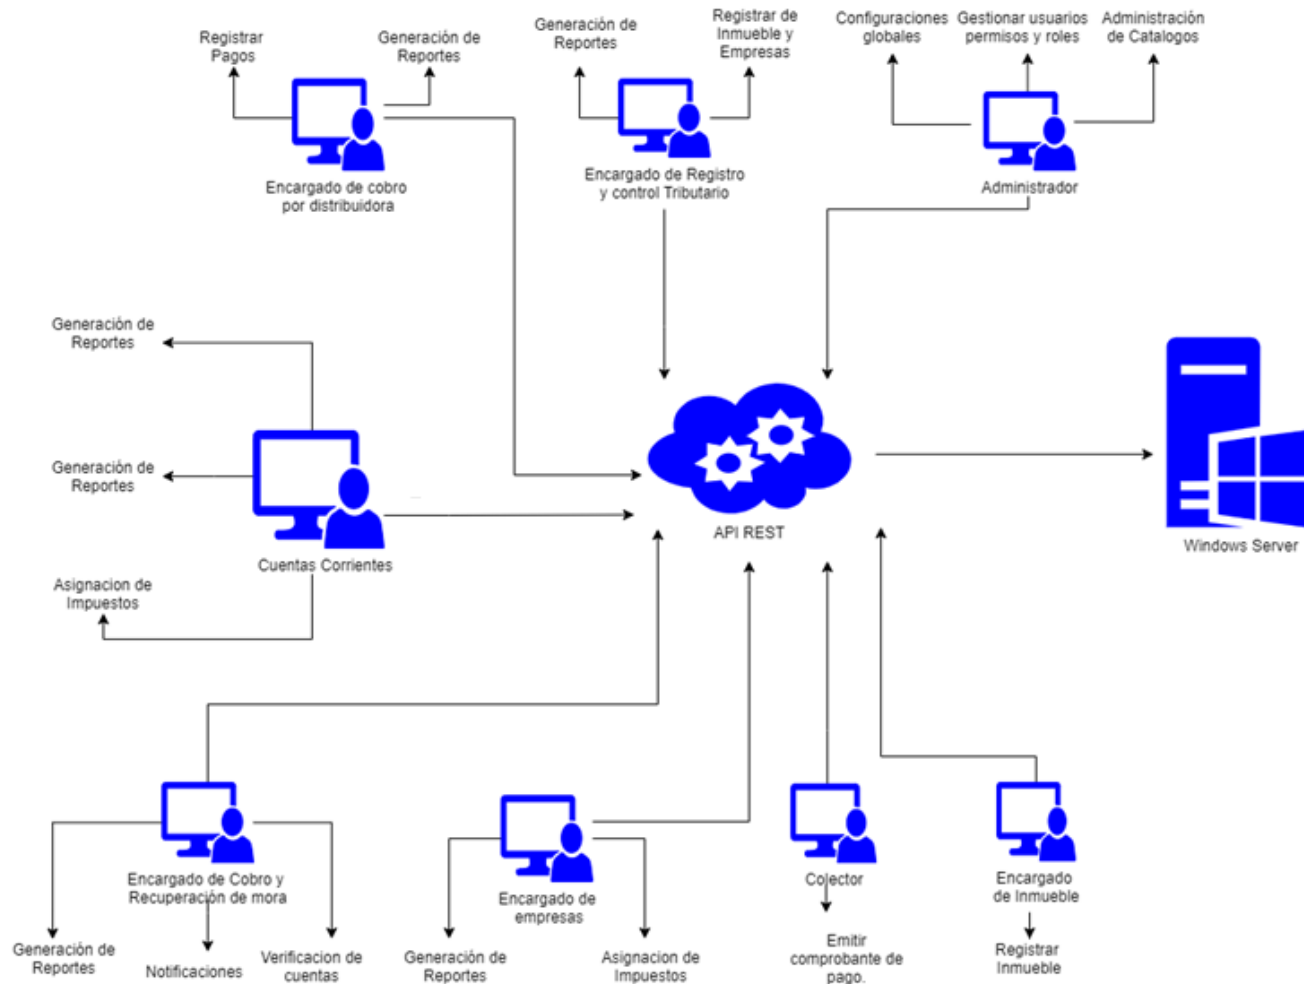 Registrar
Pagos
Generación de
Reportes
Generación de
Reportes
Registrar de
Inmueble y
Empresas
Configuraciones
globales
Gestionar usuarios
permisos y roles
Administración
de Catalogos
Encargado de cobro
por distribuidora
Encargado de Registro
y control Tributario
Administrador
Generación de
Reportes
Generación de
Reportes
Cuentas Corrientes
Asignacion de
Impuestos
API REST
Windows Server
Encargado de Cobro y
Recuperación de mora
Encargado de
empresas
Colector
Encargado
de Inmueble
Generación de
Reportes
Notificaciones
Verificacion de
cuentas
Generación de
Reportes
Asignacion de
Impuestos
Emitir
comprobante de
pago.
Registrar
Inmueble